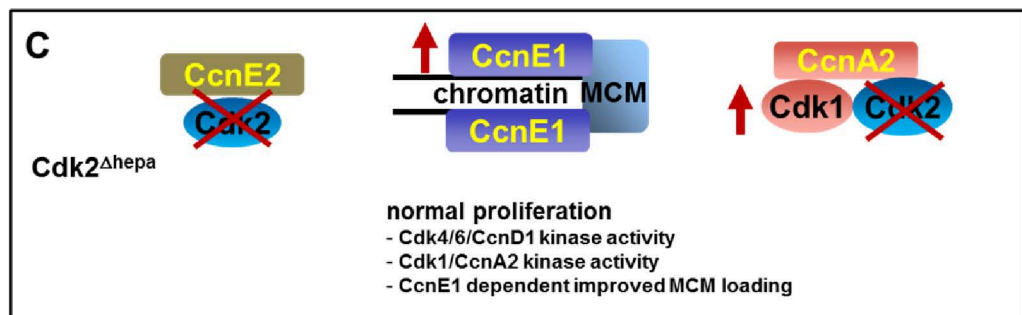 C
CcnE2
Cdk2
Cdk2Δhepa
CcnE1
chromatin
MCM
CcnE1
CcnA2
Cdk1
Cdk2
normal proliferation
- Cdk4/6/CcnD1 kinase activity
- Cdk1/CcnA2 kinase activity
- CcnE1 dependent improved MCM loading